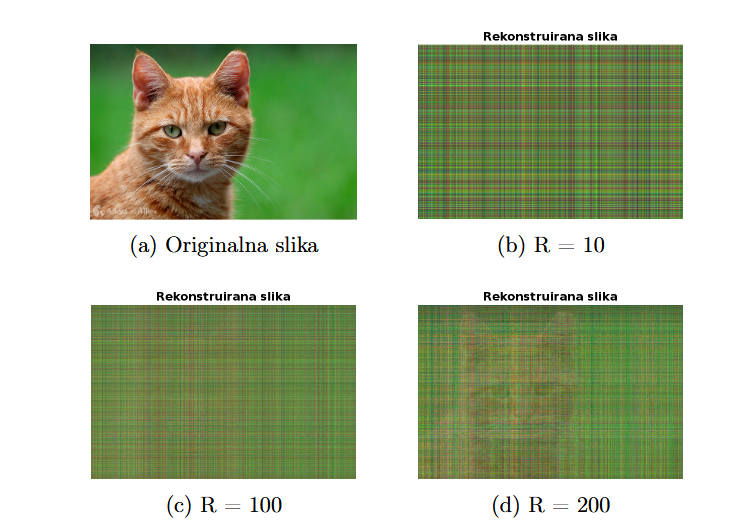 Rekonstruirana slika
(a) Originalna slika
(b) R = 10
Rekonstruirana slika
Rekonstruirana slika
(c) R = 100
(d) R = 200